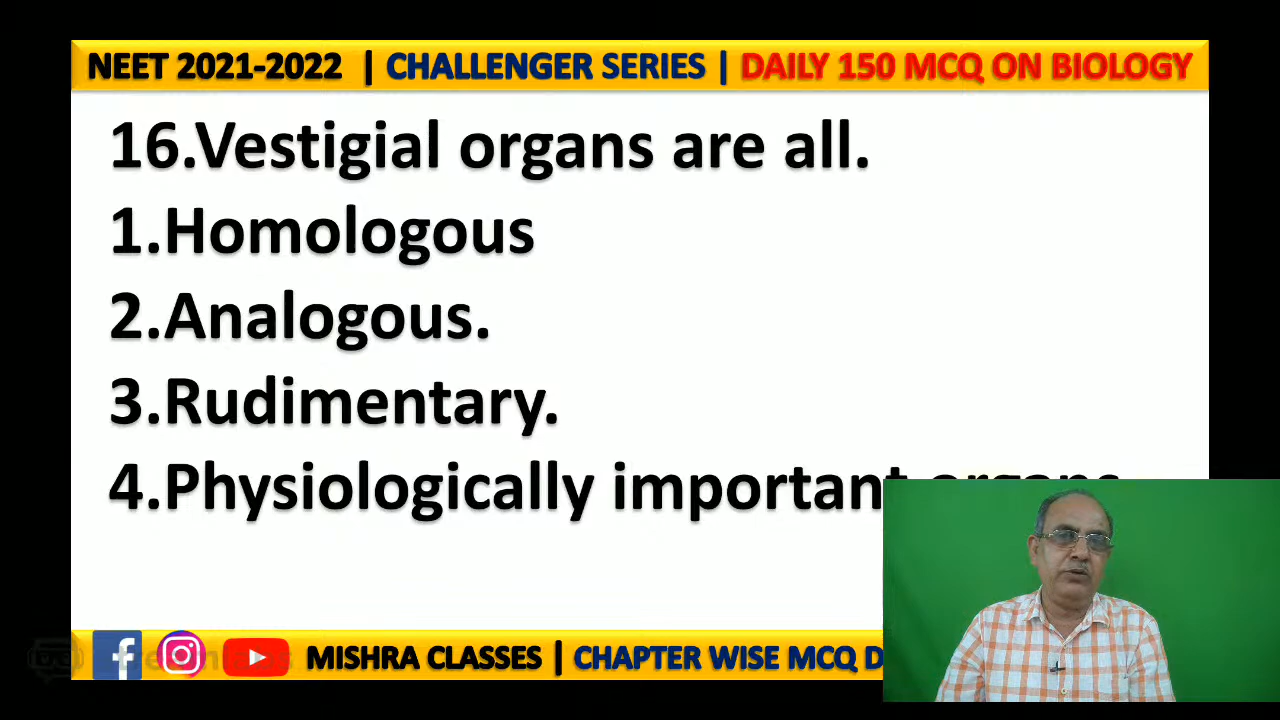 NEET 2021-2022 | CHALLENGER SERIES | DAILY 150 MCQ ON BIOLOGY
16.Vestigial organs are all.
1.Homologous
2.Analogous.
3.Rudimentary.
4.Physiologically important organs
MISHRA CLASSES | CHAPTER WISE MCQ D